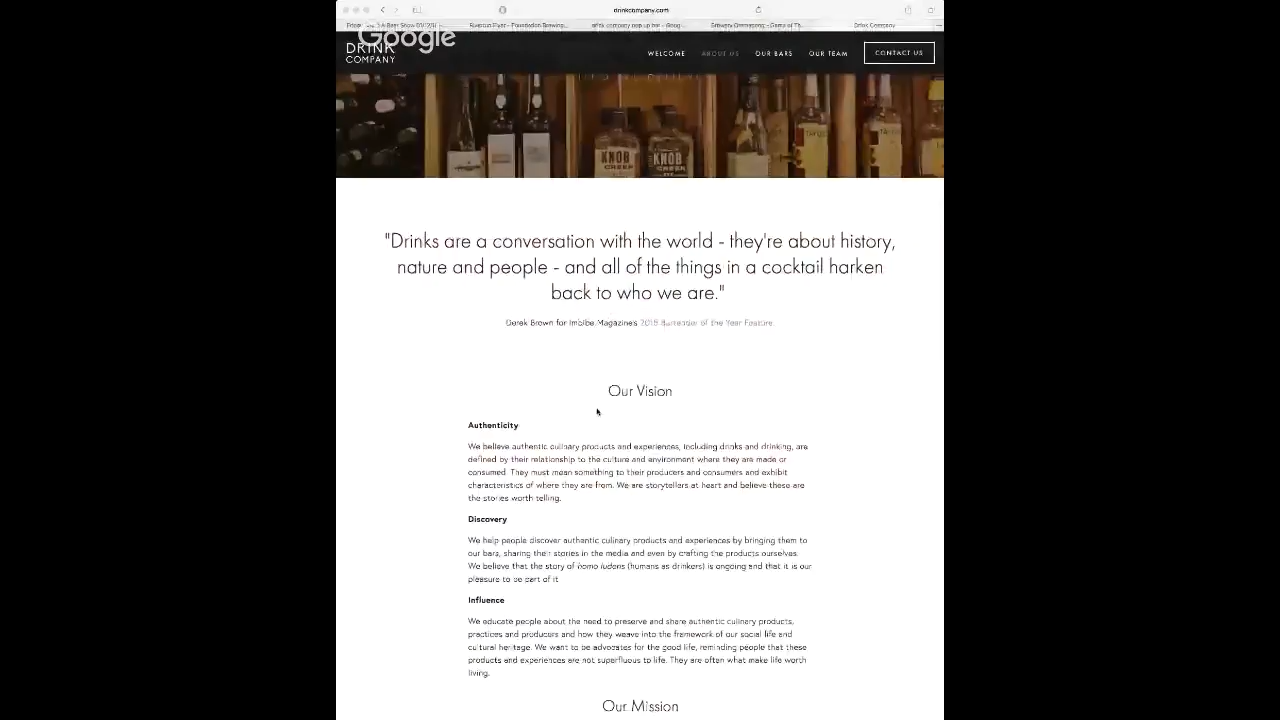 drinkcompany.com
Drink Company
Google
DRINK
COMPANY
WELCOME
ABOUT US
OUR BARS
OUR TEAM
CONTACT US
KNOB
CREEK
KNOB
CREEK
"Drinks are a conversation with the world - they're about history,
nature and people - and all of the things in a cocktail harken
back to who we are."
Derek Brown for Imbibe Magazine's 2015 Bartender of the Year Feature
Our Vision
Authenticity
We believe authentic culinary products and experiences, including drinks and drinking, are
defined by their relationship to the culture and environment where they are made or
consumed. They must mean something to their producers and consumers and exhibit
characteristics of where they are from. We are storytellers at heart and believe these are
the stories worth telling.
Discovery
We help people discover authentic culinary products and experiences by bringing them to
our bars, sharing their stories in the media and even by crafting the products ourselves.
We believe that the story of homo ludens (humans as drinkers) is ongoing and that it is our
pleasure to be part of it
Influence
We educate people about the need to preserve and share authentic culinary products,
practices and producers and how they weave into the framework of our social life and
cultural heritage. We want to be advocates for the good life, reminding people that these
products and experiences are not superfluous to life. They are often what make life worth
living.
Our Mission